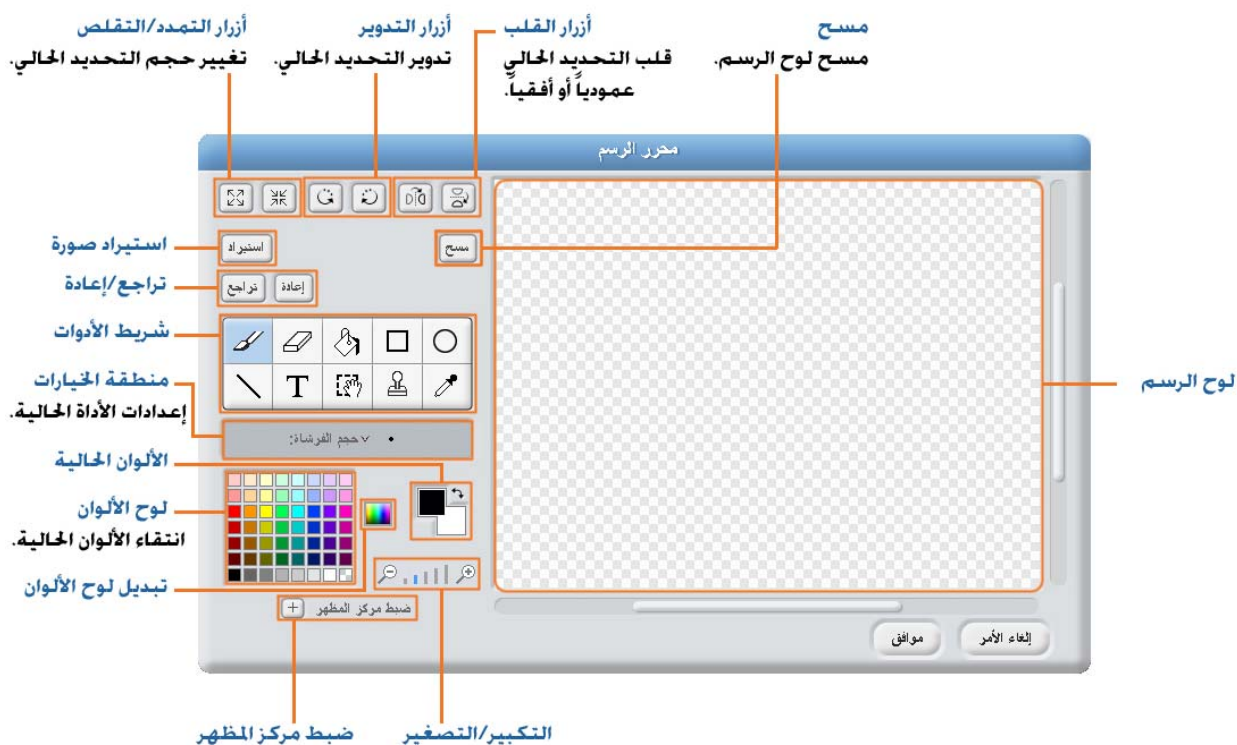 مسح
مسح لوح الرسم.
أزرار القلب
قلب التحديد الحالي
عمودياً أو أفقياً.
أزرار التدوير
تدوير التحديد الحالي.
أزرار التمدد/التقلص
تغيير حجم التحديد الحالي.
محرر الرسم
استيراد صورة
استيراد
مسح
تراجع/إعادة
تراجع
إعادة
شريط الأدوات
T
منطقة الخيارات
إعدادات الأداة الحالية.
حجم الفرشاة:
الألوان الحالية
لوح الألوان
انتقاء الألوان الحالية.
تبديل لوح الألوان
لوح الرسم
ضبط مركز المظهر
موافق
إلغاء الأمر
التكبير/التصغير
ضبط مركز المظهر